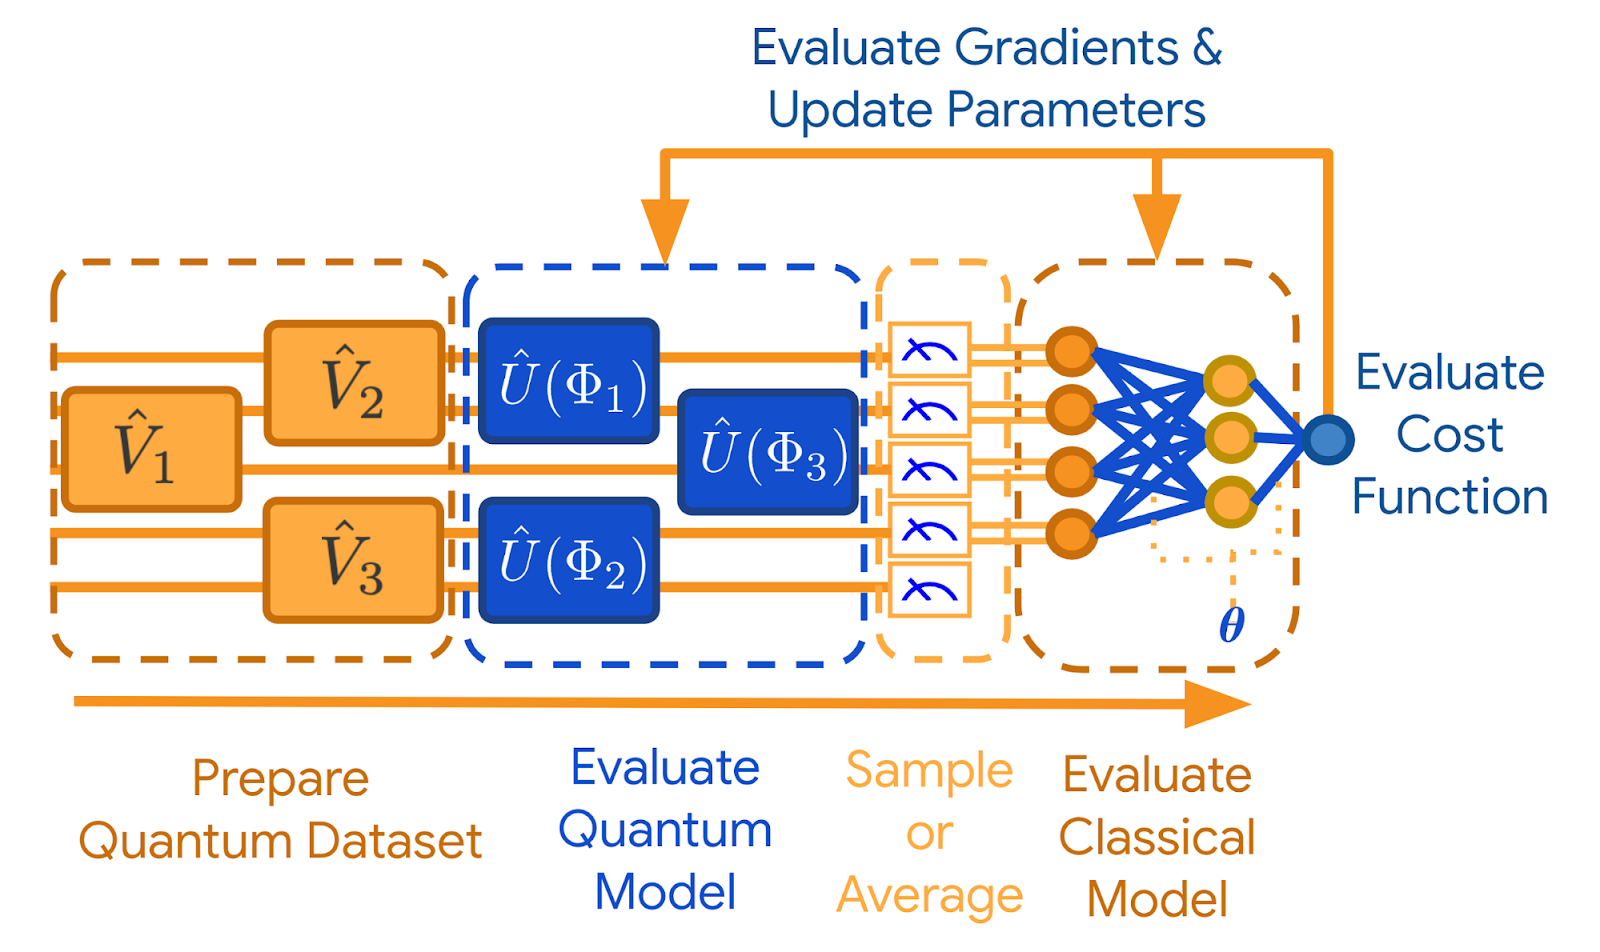 Evaluate Gradients &
Update Parameters
V̂₁
V̂₂
V̂₃
Û(Φ₁)
Û(Φ₂)
Û(Φ₃)
θ
Evaluate
Cost
Function
Prepare
Quantum Dataset
Evaluate
Quantum
Model
Sample
or
Average
Evaluate
Classical
Model